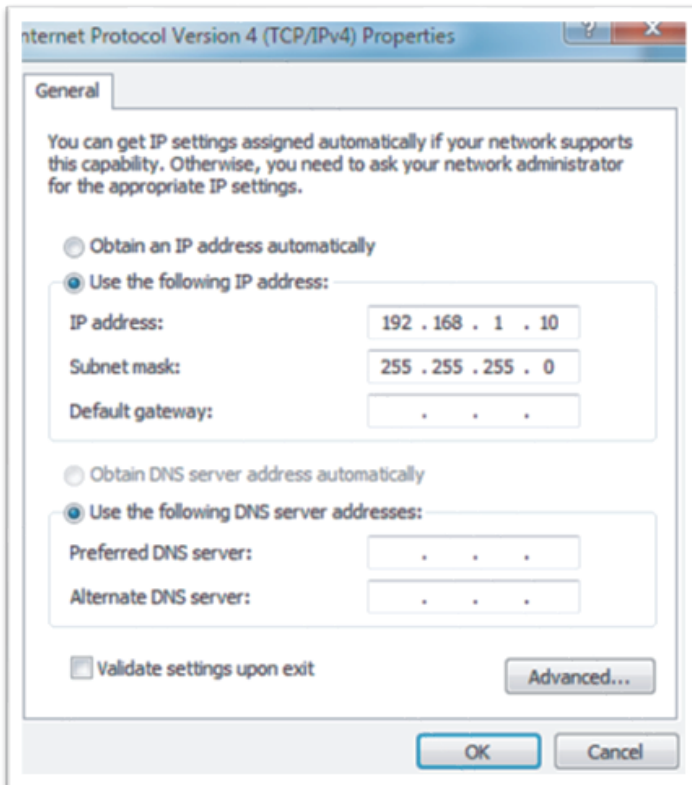 nternet Protocol Version 4 (TCP/IPv4) Properties
General
You can get IP settings assigned automatically if your network supports
this capability. Otherwise, you need to ask your network administrator
for the appropriate IP settings.
Obtain an IP address automatically
Use the following IP address:
IP address: 192 . 168 . 1 . 10
Subnet mask: 255 . 255 . 255 . 0
Default gateway: . . .
Obtain DNS server address automatically
Use the following DNS server addresses:
Preferred DNS server: . . .
Alternate DNS server: . . .
Validate settings upon exit
Advanced...
OK Cancel